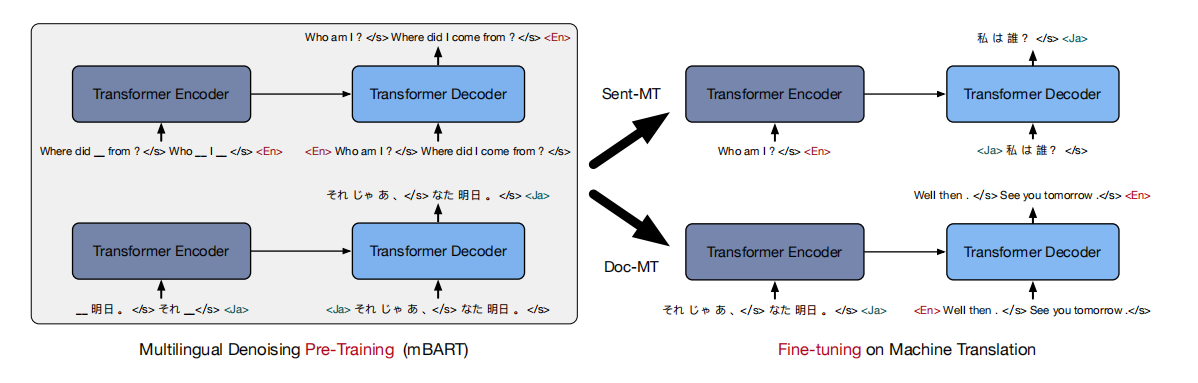 Who am I ? </s> Where did I come from ? </s> <En>
Transformer Encoder
Transformer Decoder
Where did __ from ? </s> Who __ I __ </s> <En>
<En> Who am I ? </s> Where did I come from ? </s>
それ じゃ あ 、 </s> なた 明日 。 </s> <Ja>
Transformer Encoder
Transformer Decoder
__ 明日 。 </s> それ __ </s> <Ja>
<Ja> それ じゃ あ 、 </s> なた 明日 。 </s>
Multilingual Denoising Pre-Training (mBART)
Sent-MT
Doc-MT
私 は 誰 ? </s> <Ja>
Transformer Encoder
Transformer Decoder
Who am I ? </s> <En>
<Ja> 私 は 誰 ? </s>
Well then . </s> See you tomorrow .</s> <En>
Transformer Encoder
Transformer Decoder
それ じゃ あ 、 </s> なた 明日 。 </s> <Ja>
<En> Well then . </s> See you tomorrow .</s>
Fine-tuning on Machine Translation